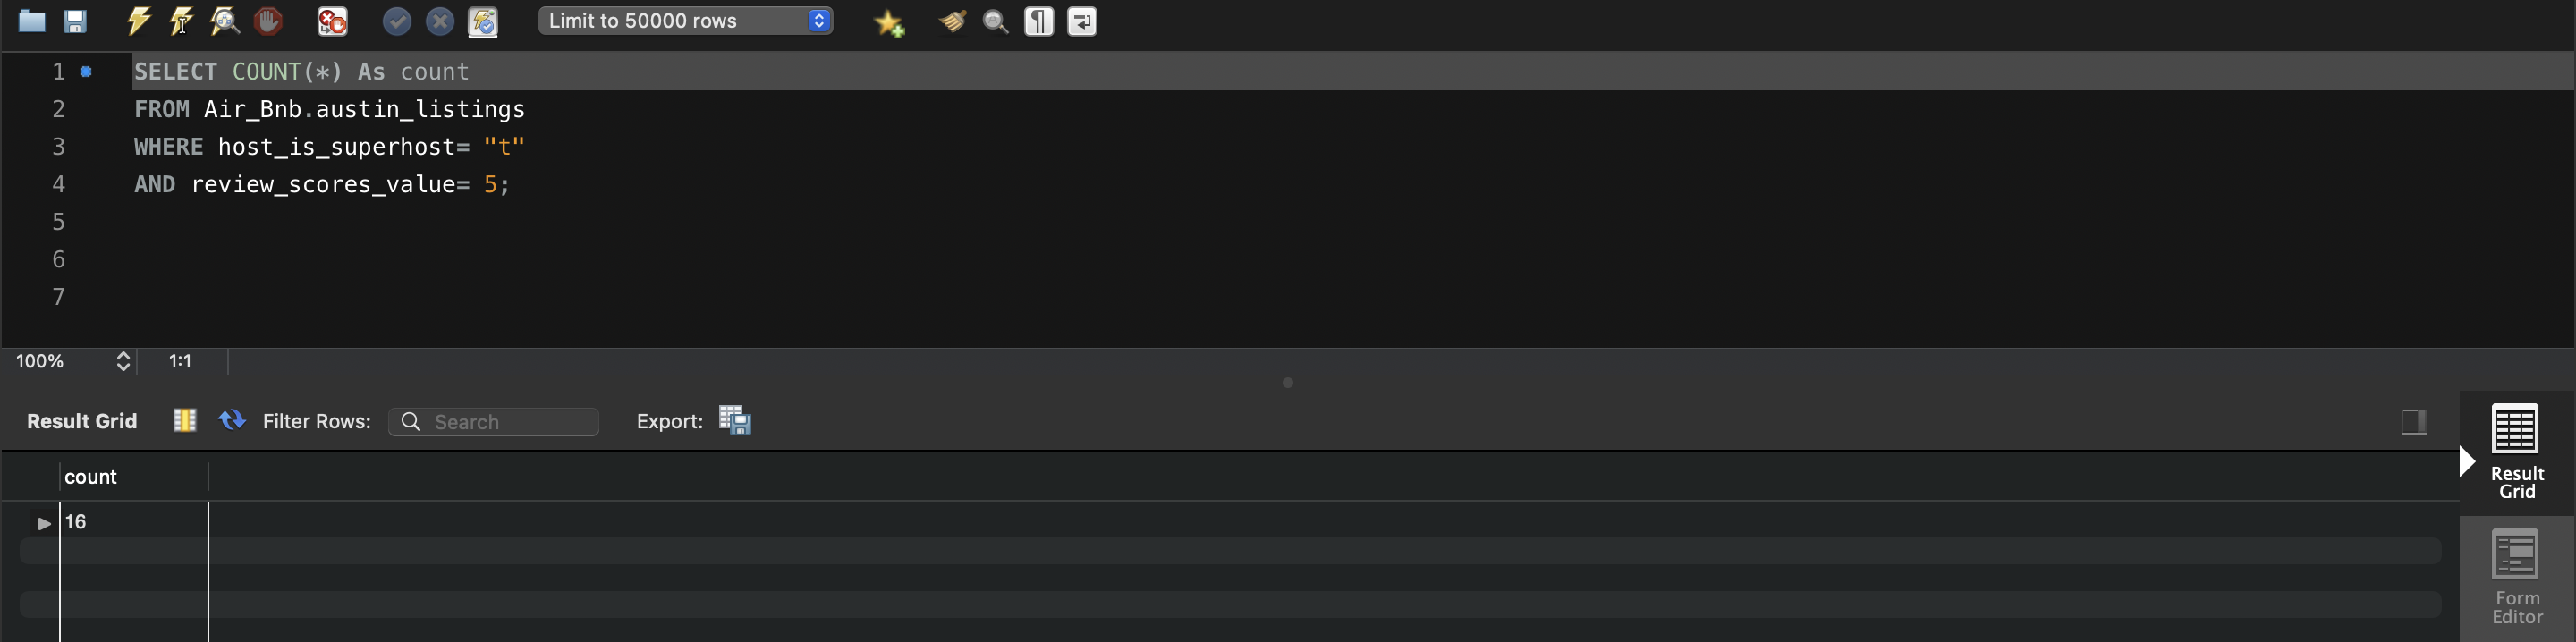 Limit to 50000 rows
1 SELECT COUNT(*) As count
2 FROM Air_Bnb.austin_listings
3 WHERE host_is_superhost= "t"
4 AND review_scores_value= 5;
5
6
7
100% 1:1
Result Grid Filter Rows: Search Export:
count
16
Result
Grid
Form
Editor